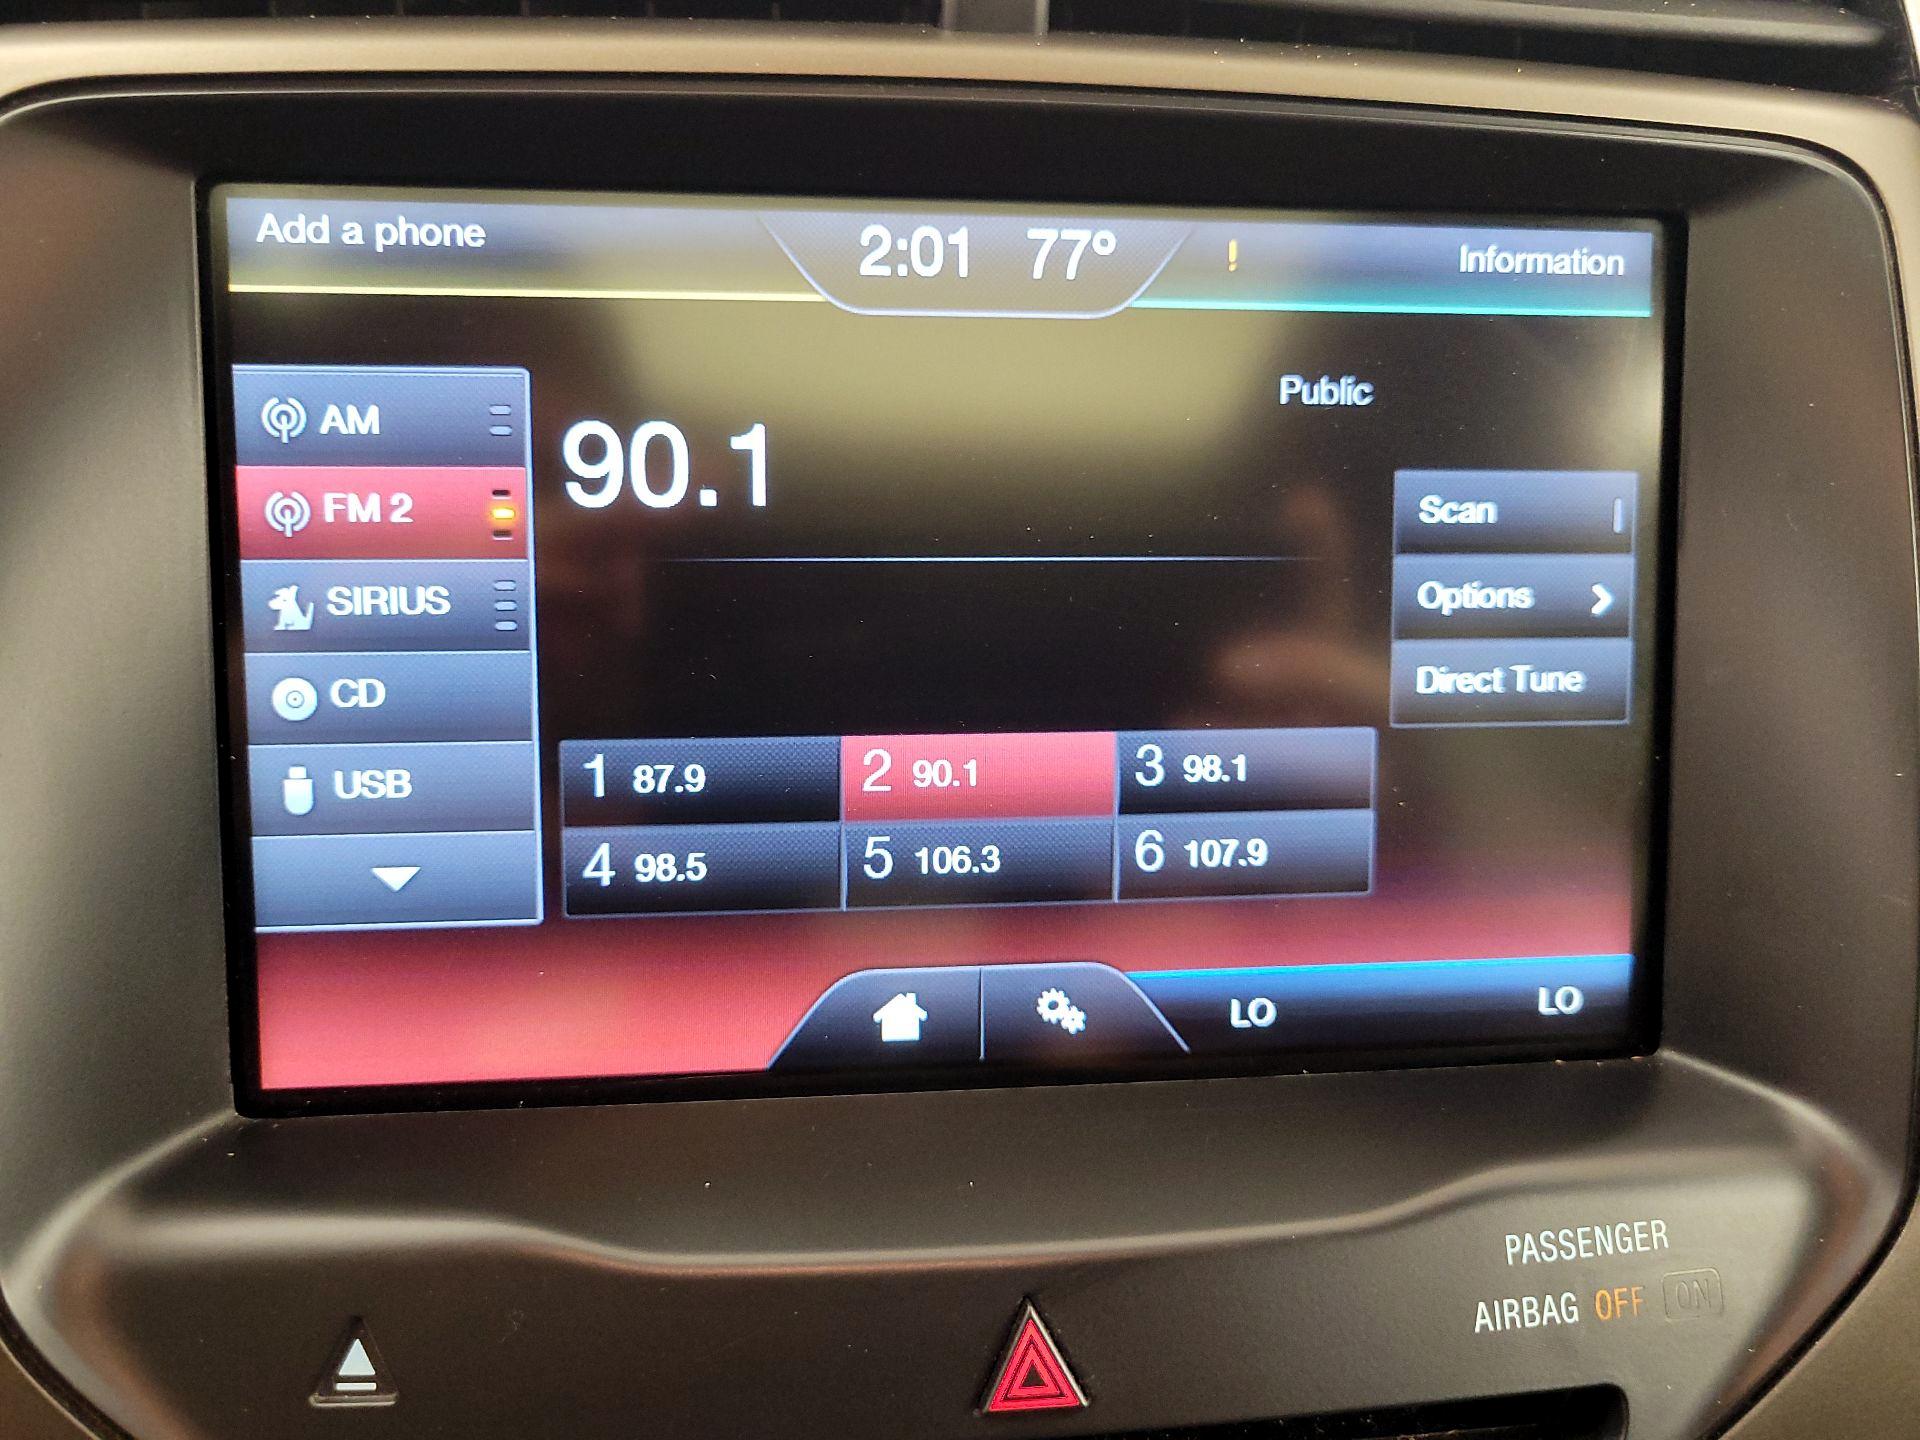 Add a phone
2:01 77°
!
Information
AM
FM 2
SIRIUS
CD
USB
Public
90.1
Scan
Options
Direct Tune
1 87.9
2 90.1
3 98.1
4 98.5
5 106.3
6 107.9
LO
LO
PASSENGER
AIRBAG OFF ON